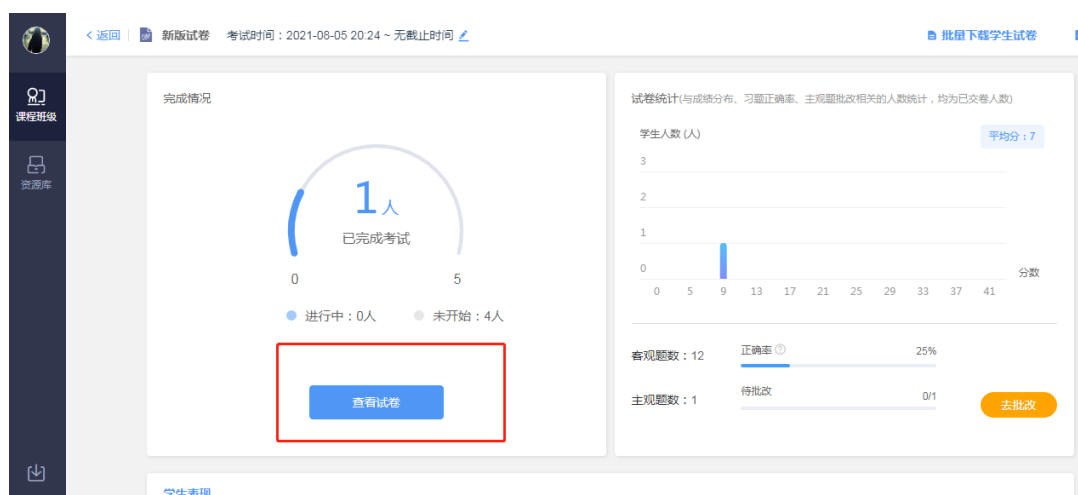 < 返回 新版试卷 考试时间：2021-08-05 20:24 ~ 无截止时间 批量下载学生试卷
课程班级
资源库
完成情况
1人
已完成考试
0 5
进行中：0人 未开始：4人
查看试卷
试卷统计(与成绩分布、习题正确率、主观题批改相关的人数统计，均为已交卷人数)
学生人数 (人) 平均分：7
3
2
1
0
分数
0 5 9 13 17 21 25 29 33 37 41
客观题数：12 正确率 25%
主观题数：1 待批改 0/1 去批改
学生表现